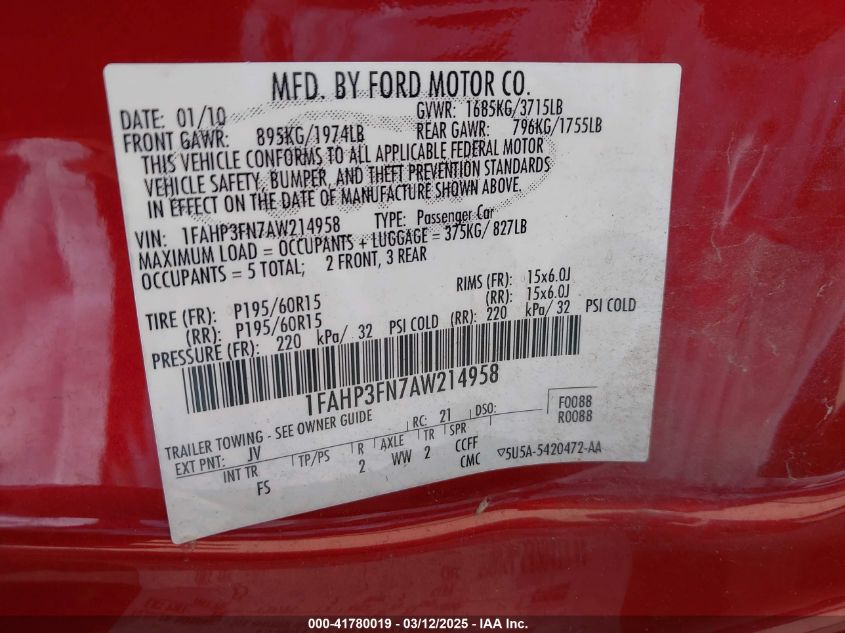 MFD. BY FORD MOTOR CO.
DATE: 01/10 GVWR: 1685KG/3715LB
FRONT GAWR: 895KG/1974LB REAR GAWR: 796KG/1755LB
THIS VEHICLE CONFORMS TO ALL APPLICABLE FEDERAL MOTOR
VEHICLE SAFETY, BUMPER, AND THEFT PREVENTION STANDARDS
IN EFFECT ON THE DATE OF MANUFACTURE SHOWN ABOVE.
VIN: 1FAHP3FN7AW214958 TYPE: Passenger Car
MAXIMUM LOAD = OCCUPANTS + LUGGAGE = 375KG/ 827LB
OCCUPANTS = 5 TOTAL; 2 FRONT, 3 REAR
TIRE (FR): P195/60R15 RIMS (FR): 15x6.0J
(RR): P195/60R15 (RR): 15x6.0J
PRESSURE (FR): 220 kPa/ 32 PSI COLD (RR): 220 kPa/ 32 PSI COLD
1FAHP3FN7AW214958
TRAILER TOWING - SEE OWNER GUIDE RC: 21 DSO: F0088
R0088
EXT PNT: JV
INT TR TP/PS R AXLE TR SPR
FS 2 WW 2 CCFF
CMC
▽5U5A-5420472-AA
000-41780019 - 03/12/2025 - IAA Inc.